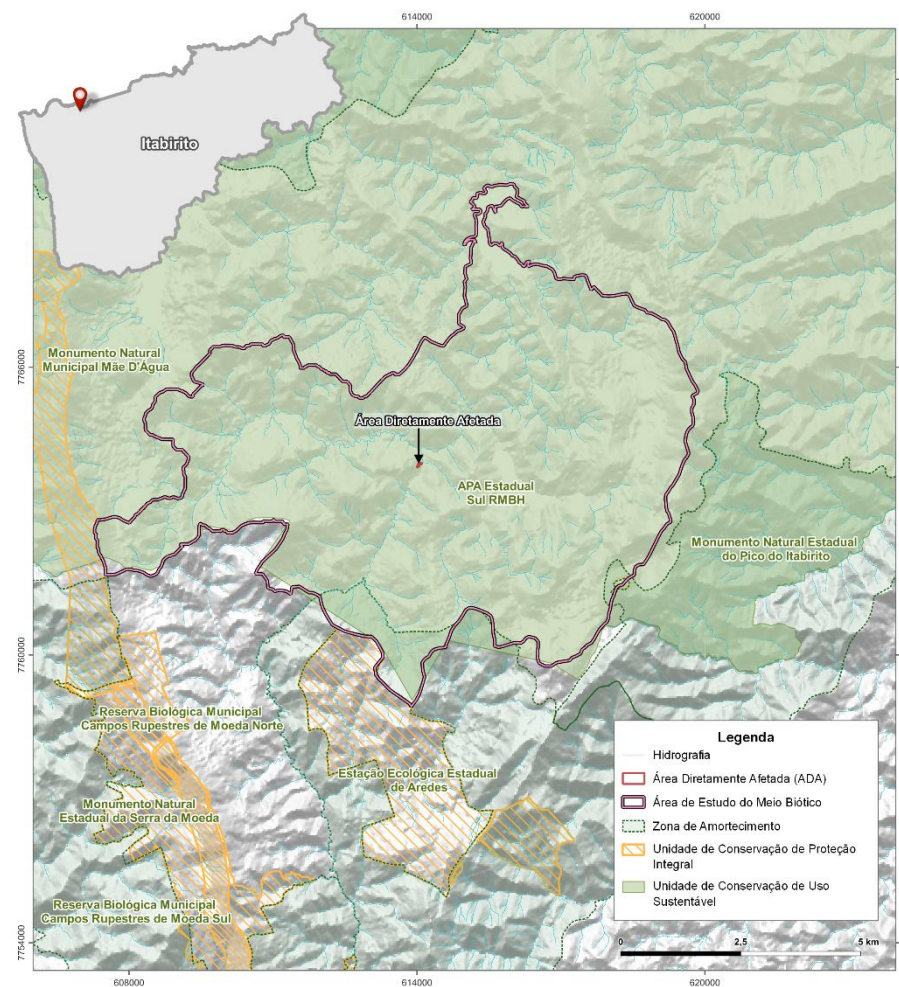 614000
620000
Itabirito
7766000
Monumento Natural
Municipal Mãe D'Água
Área Diretamente Afetada
APA Estadual
Sul RMBH
Monumento Natural Estadual
do Pico do Itabirito
7760000
Reserva Biológica Municipal
Campos Rupestres de Moeda Norte
Estação Ecológica Estadual
de Aredes
Monumento Natural
Estadual da Serra da Moeda
Reserva Biológica Municipal
Campos Rupestres de Moeda Sul
Legenda
Hidrografia
Área Diretamente Afetada (ADA)
Área de Estudo do Meio Biótico
Zona de Amortecimento
Unidade de Conservação de Proteção
Integral
Unidade de Conservação de Uso
Sustentável
0
2,5
5 km
7754000
608000
614000
620000